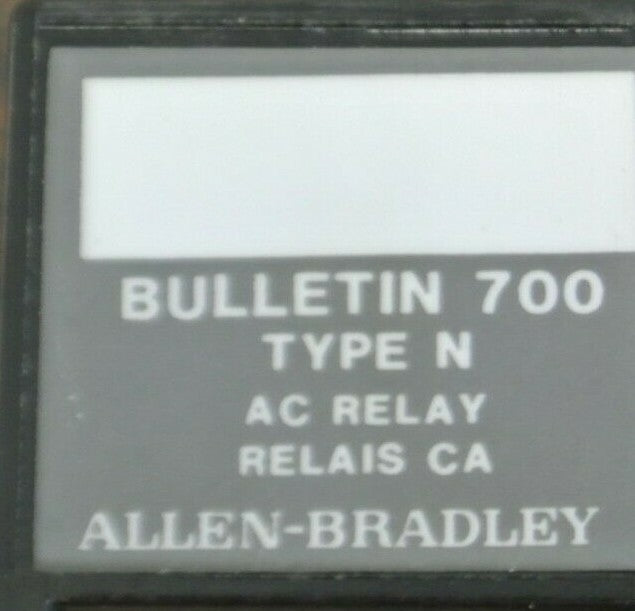 BULLETIN 700
TYPE N
AC RELAY
RELAIS CA
ALLEN-BRADLEY